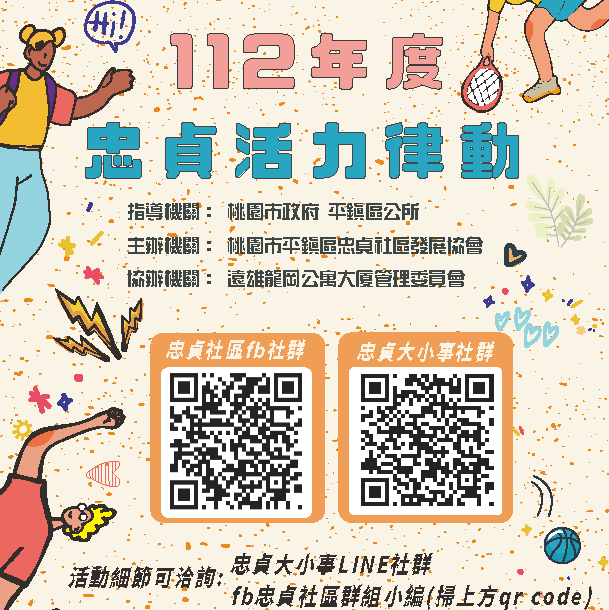 Hi!
112年度
忠貞活力律動
指導機關： 桃園市政府 平鎮區公所
主辦機關： 桃園市平鎮區忠貞社區發展協會
協辦機關： 遠雄龍岡公寓大廈管理委員會
忠貞社區fb社群
忠貞大小事社群
活動細節可洽詢: 忠貞大小事LINE社群
fb忠貞社區群組小編(掃上方qr code)